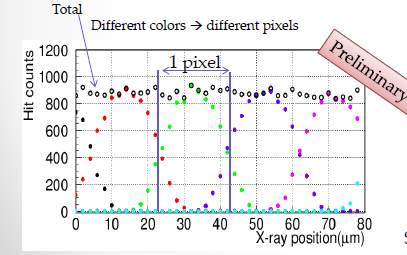 Total
Different colors → different pixels
Preliminary
1 pixel
Hit counts
1200
1000
800
600
400
200
0
0 10 20 30 40 50 60 70 80
X-ray position(μm)